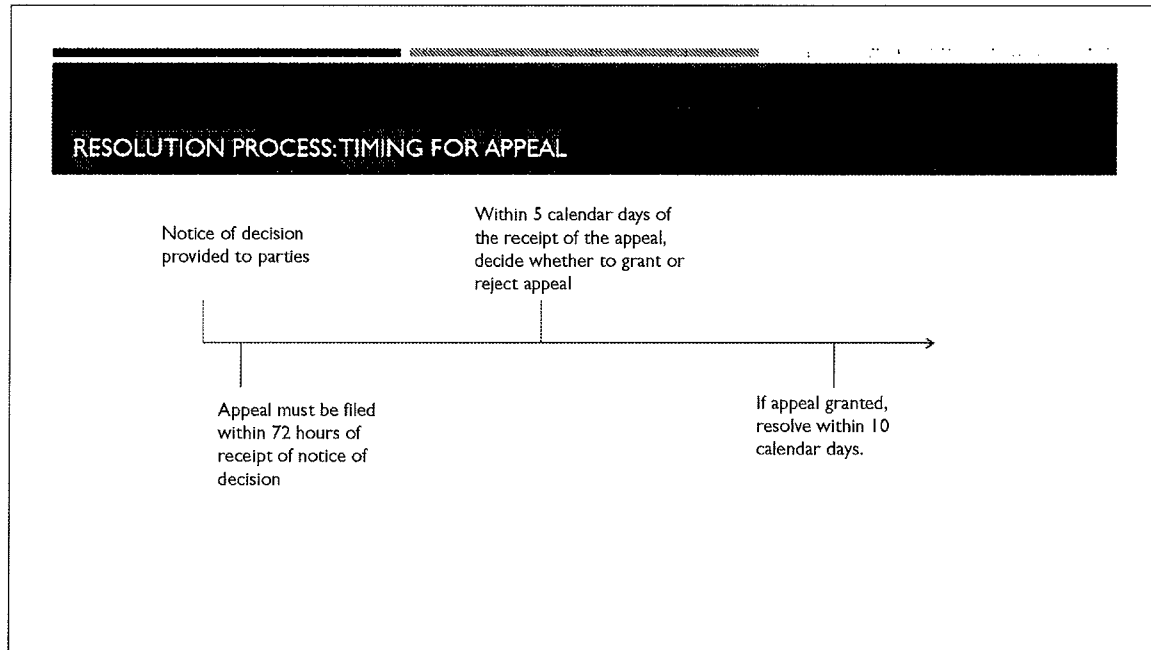 RESOLUTION PROCESS: TIMING FOR APPEAL
Notice of decision
provided to parties
Within 5 calendar days of
the receipt of the appeal,
decide whether to grant or
reject appeal
Appeal must be filed
within 72 hours of
receipt of notice of
decision
If appeal granted,
resolve within 10
calendar days.